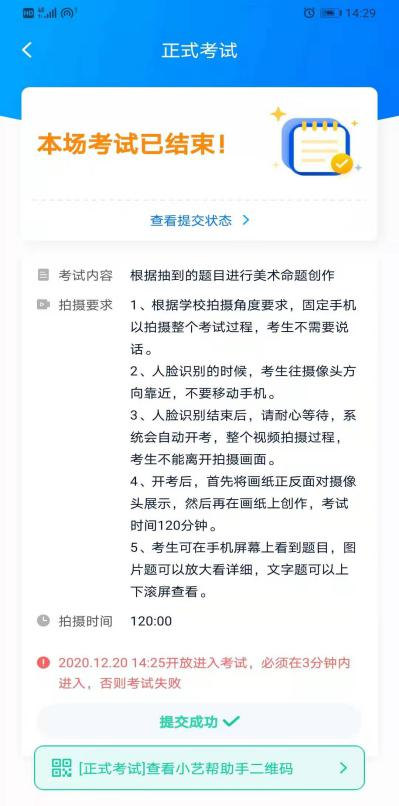 HD 14:29
正式考试
本场考试已结束!
查看提交状态
考试内容 根据抽到的题目进行美术命题创作
拍摄要求 1、根据学校拍摄角度要求，固定手机
以拍摄整个考试过程，考生不需要说
话。
2、人脸识别的时候，考生往摄像头方
向靠近，不要移动手机。
3、人脸识别结束后，请耐心等待，系
统会自动开考，整个视频拍摄过程，
考生不能离开拍摄画面。
4、开考后，首先将画纸正反面对摄像
头展示，然后再在画纸上创作，考试
时间120分钟。
5、考生可在手机屏幕上看到题目，图
片题可以放大看详细，文字题可以上
下滚屏查看。
拍摄时间 120:00
2020.12.20 14:25开放进入考试，必须在3分钟内
进入，否则考试失败
提交成功
[正式考试]查看小艺帮助手二维码